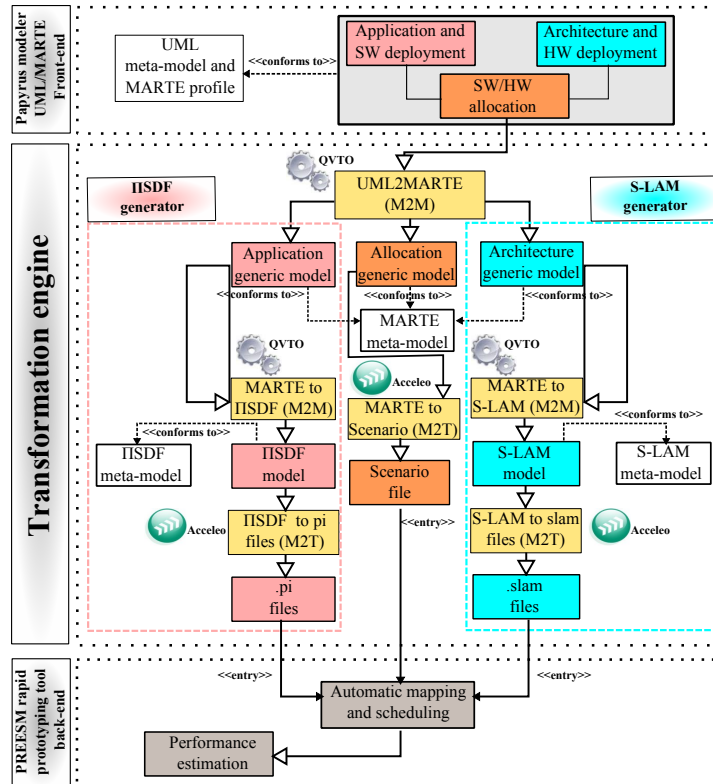 Papyrus modeler
UML/MARTE
Front-end
UML
meta-model and
MARTE profile
<<conforms to>>
Application and
SW deployment
Architecture and
HW deployment
SW/HW
allocation
Transformation engine
QVTO
UML2MARTE
(M2M)
ΠSDF
generator
S-LAM
generator
Application
generic model
Allocation
generic model
Architecture
generic model
<<conforms to>>
<<conforms to>>
<<conforms to>>
MARTE
meta-model
QVTO
Acceleo
QVTO
MARTE to
ΠSDF (M2M)
MARTE to
Scenario (M2T)
MARTE to
S-LAM (M2M)
<<conforms to>>
<<conforms to>>
ΠSDF
meta-model
ΠSDF
model
Scenario
file
S-LAM
model
S-LAM
meta-model
Acceleo
ΠSDF to pi
files (M2T)
<<entry>>
S-LAM to slam
files (M2T)
Acceleo
.pi
files
.slam
files
PREESM rapid
prototyping tool
back-end
<<entry>>
<<entry>>
Automatic mapping
and scheduling
Performance
estimation